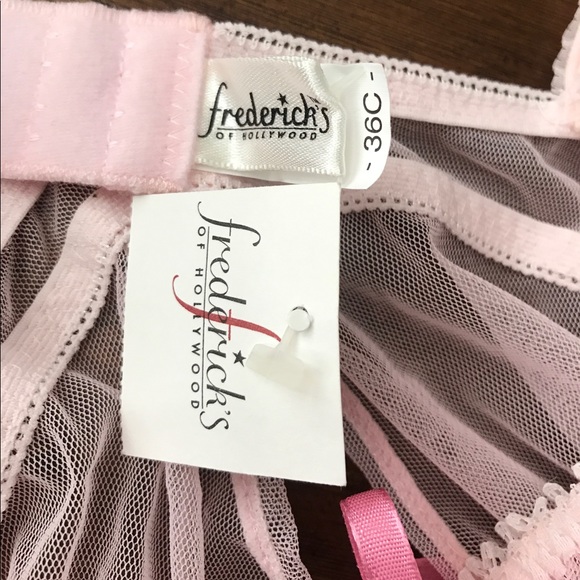 frederick's
OF HOLLYWOOD
- 36C -
frederick's
OF HOLLYWOOD